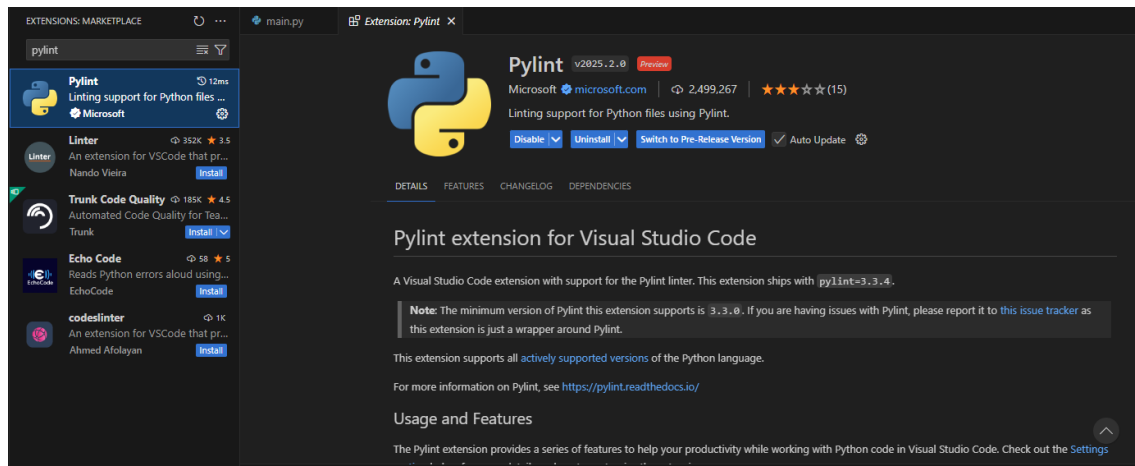 EXTENSIONS: MARKETPLACE
main.py
Extension: Pylint
pylint
Pylint 12ms
Linting support for Python files ...
Microsoft
Linter 352K 3.5
An extension for VSCode that pr...
Nando Vieira Install
Trunk Code Quality 185K 4.5
Automated Code Quality for Tea...
Trunk Install
Echo Code 58 5
Reads Python errors aloud using...
EchoCode Install
codeslinter 1K
An extension for VSCode that pr...
Ahmed Afolayan Install
Linter
EchoCode
Pylint v2025.2.0 Preview
Microsoft microsoft.com 2,499,267 (15)
Linting support for Python files using Pylint.
Disable Uninstall Switch to Pre-Release Version Auto Update
DETAILS FEATURES CHANGELOG DEPENDENCIES
Pylint extension for Visual Studio Code
A Visual Studio Code extension with support for the Pylint linter. This extension ships with pylint=3.3.4.
Note: The minimum version of Pylint this extension supports is 3.3.0. If you are having issues with Pylint, please report it to this issue tracker as
this extension is just a wrapper around Pylint.
This extension supports all actively supported versions of the Python language.
For more information on Pylint, see https://pylint.readthedocs.io/
Usage and Features
The Pylint extension provides a series of features to help your productivity while working with Python code in Visual Studio Code. Check out the Settings